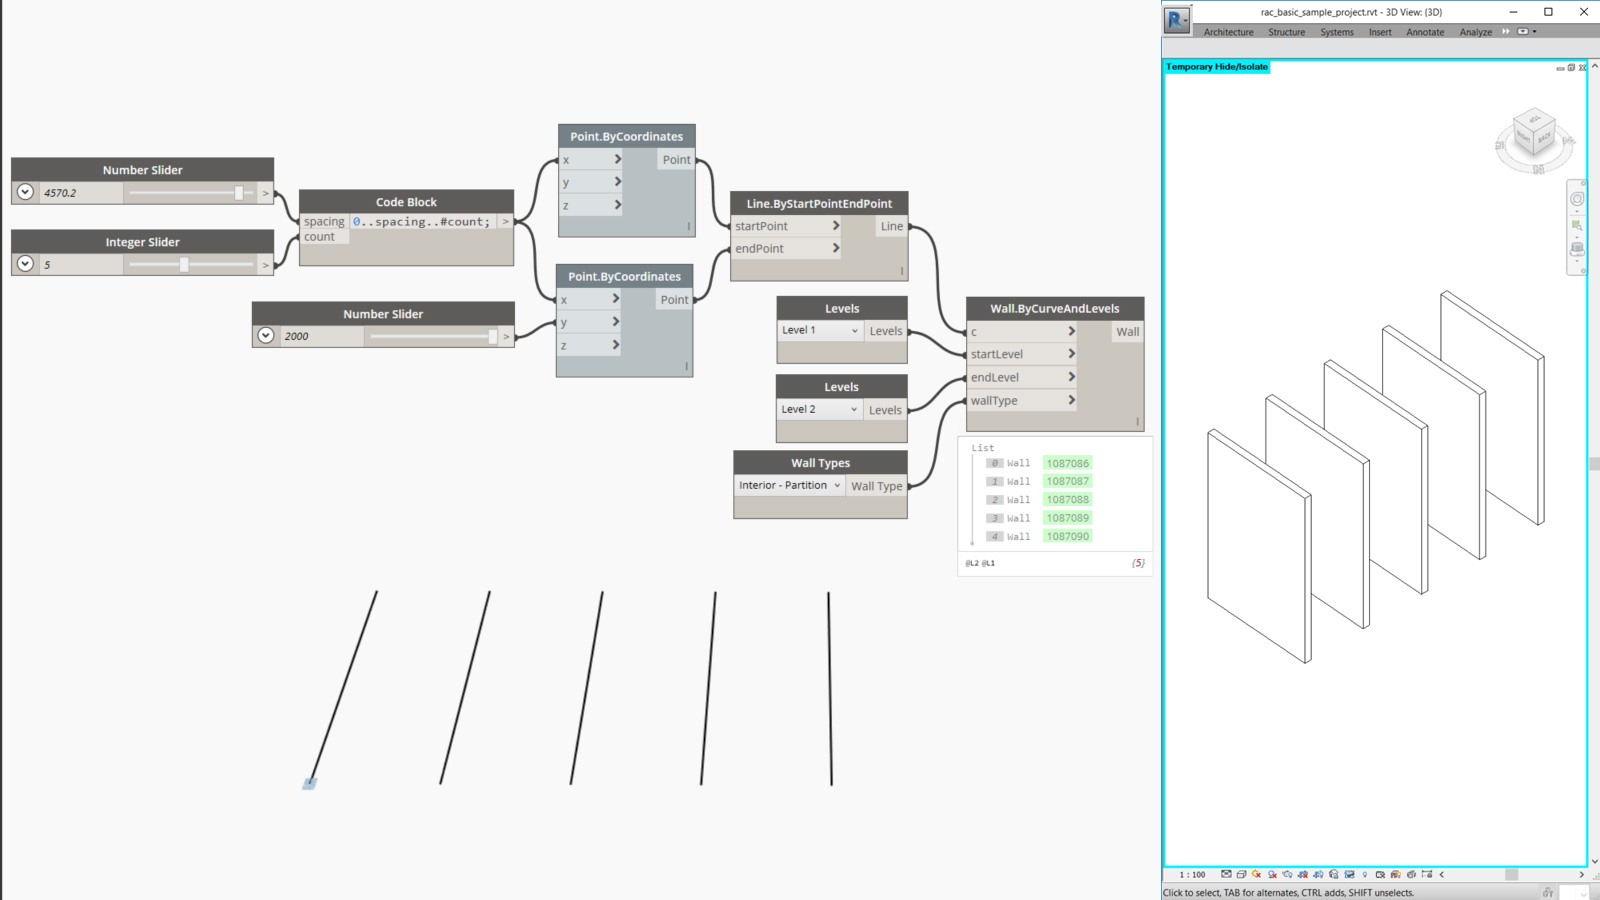 Number Slider
4570.2 >
Integer Slider
5 >
Number Slider
2000 >
Code Block
spacing 0..spacing..#count; >
count
Point.ByCoordinates
x > Point
y >
z >
Point.ByCoordinates
x > Point
y >
z >
Line.ByStartPointEndPoint
startPoint > Line
endPoint >
Levels
Level 1 Levels
Levels
Level 2 Levels
Wall Types
Interior - Partition Wall Type
Wall.ByCurveAndLevels
c > Wall
startLevel >
endLevel >
wallType >
List
0 Wall 1087086
1 Wall 1087087
2 Wall 1087088
3 Wall 1087089
4 Wall 1087090
@L2 @L1 {5}
R
rac_basic_sample_project.rvt - 3D View: {3D}
Architecture Structure Systems Insert Annotate Analyze
Temporary Hide/Isolate
RIGHT BACK
1 : 100
Click to select, TAB for alternates, CTRL adds, SHIFT unselects.